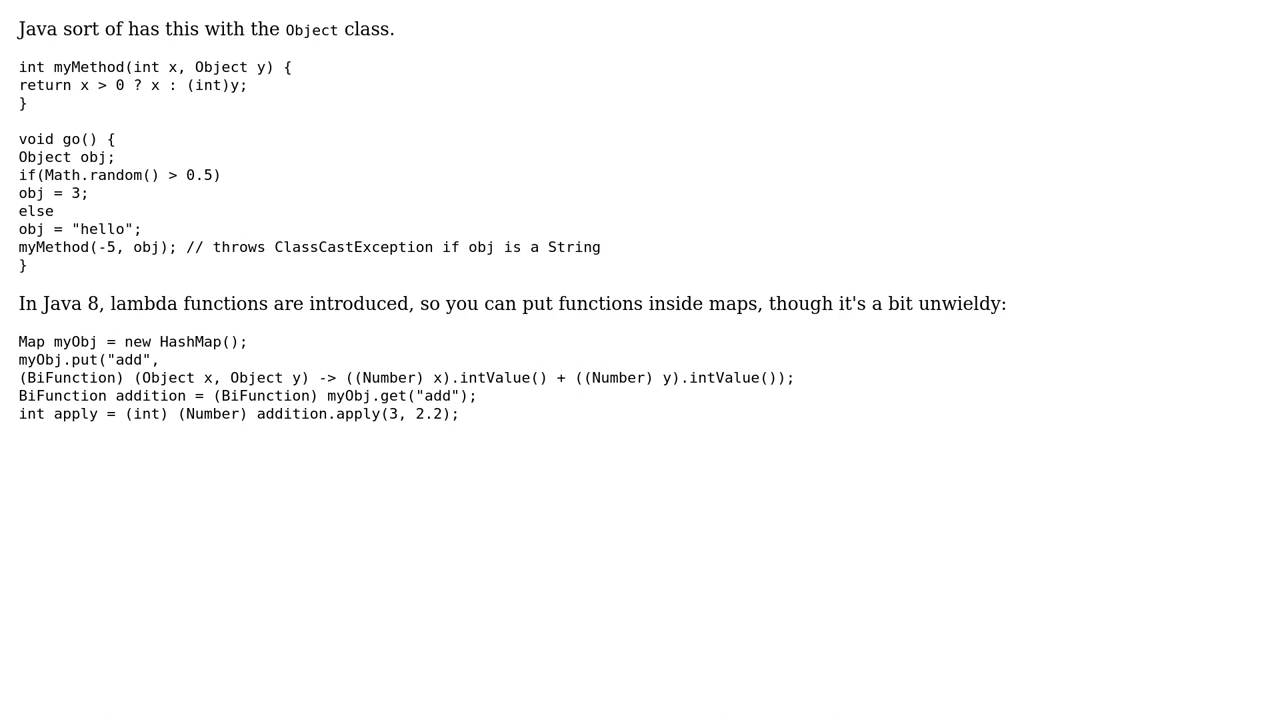 Java sort of has this with the Object class.
int myMethod(int x, Object y) {
return x > 0 ? x : (int)y;
}
void go() {
Object obj;
if(Math.random() > 0.5)
obj = 3;
else
obj = "hello";
myMethod(-5, obj); // throws ClassCastException if obj is a String
}
In Java 8, lambda functions are introduced, so you can put functions inside maps, though it's a bit unwieldy:
Map myObj = new HashMap();
myObj.put("add",
(BiFunction) (Object x, Object y) -> ((Number) x).intValue() + ((Number) y).intValue());
BiFunction addition = (BiFunction) myObj.get("add");
int apply = (int) (Number) addition.apply(3, 2.2);